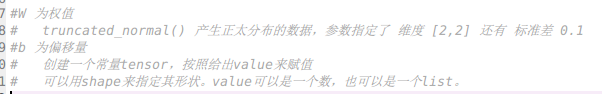 7 #W 为权值
8 #   truncated_normal() 产生正太分布的数据，参数指定了 维度 [2,2] 还有 标准差 0.1
9 #b 为偏移量
0 #   创建一个常量tensor，按照给出value来赋值
1 #   可以用shape来指定其形状。value可以是一个数，也可以是一个list。